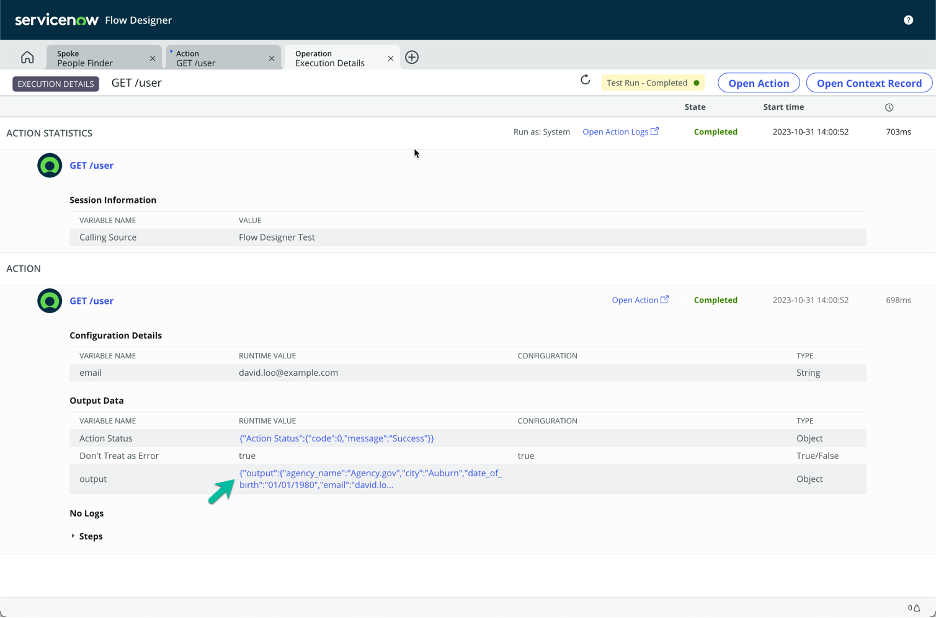 servicenow Flow Designer
Spoke
People Finder
Action
GET /user
Operation
Execution Details
EXECUTION DETAILS GET /user Test Run - Completed Open Action Open Context Record
State Start time
ACTION STATISTICS Run as: System Open Action Logs Completed 2023-10-31 14:00:52 703ms
GET /user
Session Information
VARIABLE NAME VALUE
Calling Source Flow Designer Test
ACTION
GET /user Open Action Completed 2023-10-31 14:00:52 698ms
Configuration Details
VARIABLE NAME RUNTIME VALUE CONFIGURATION TYPE
email david.loo@example.com String
Output Data
VARIABLE NAME RUNTIME VALUE CONFIGURATION TYPE
Action Status {"Action Status":{"code":0,"message":"Success"}} Object
Don't Treat as Error true true True/False
output {"output":{"agency_name":"Agency.gov","city":"Auburn","date_of_
birth":"01/01/1980","email":"david.lo... Object
No Logs
Steps
0